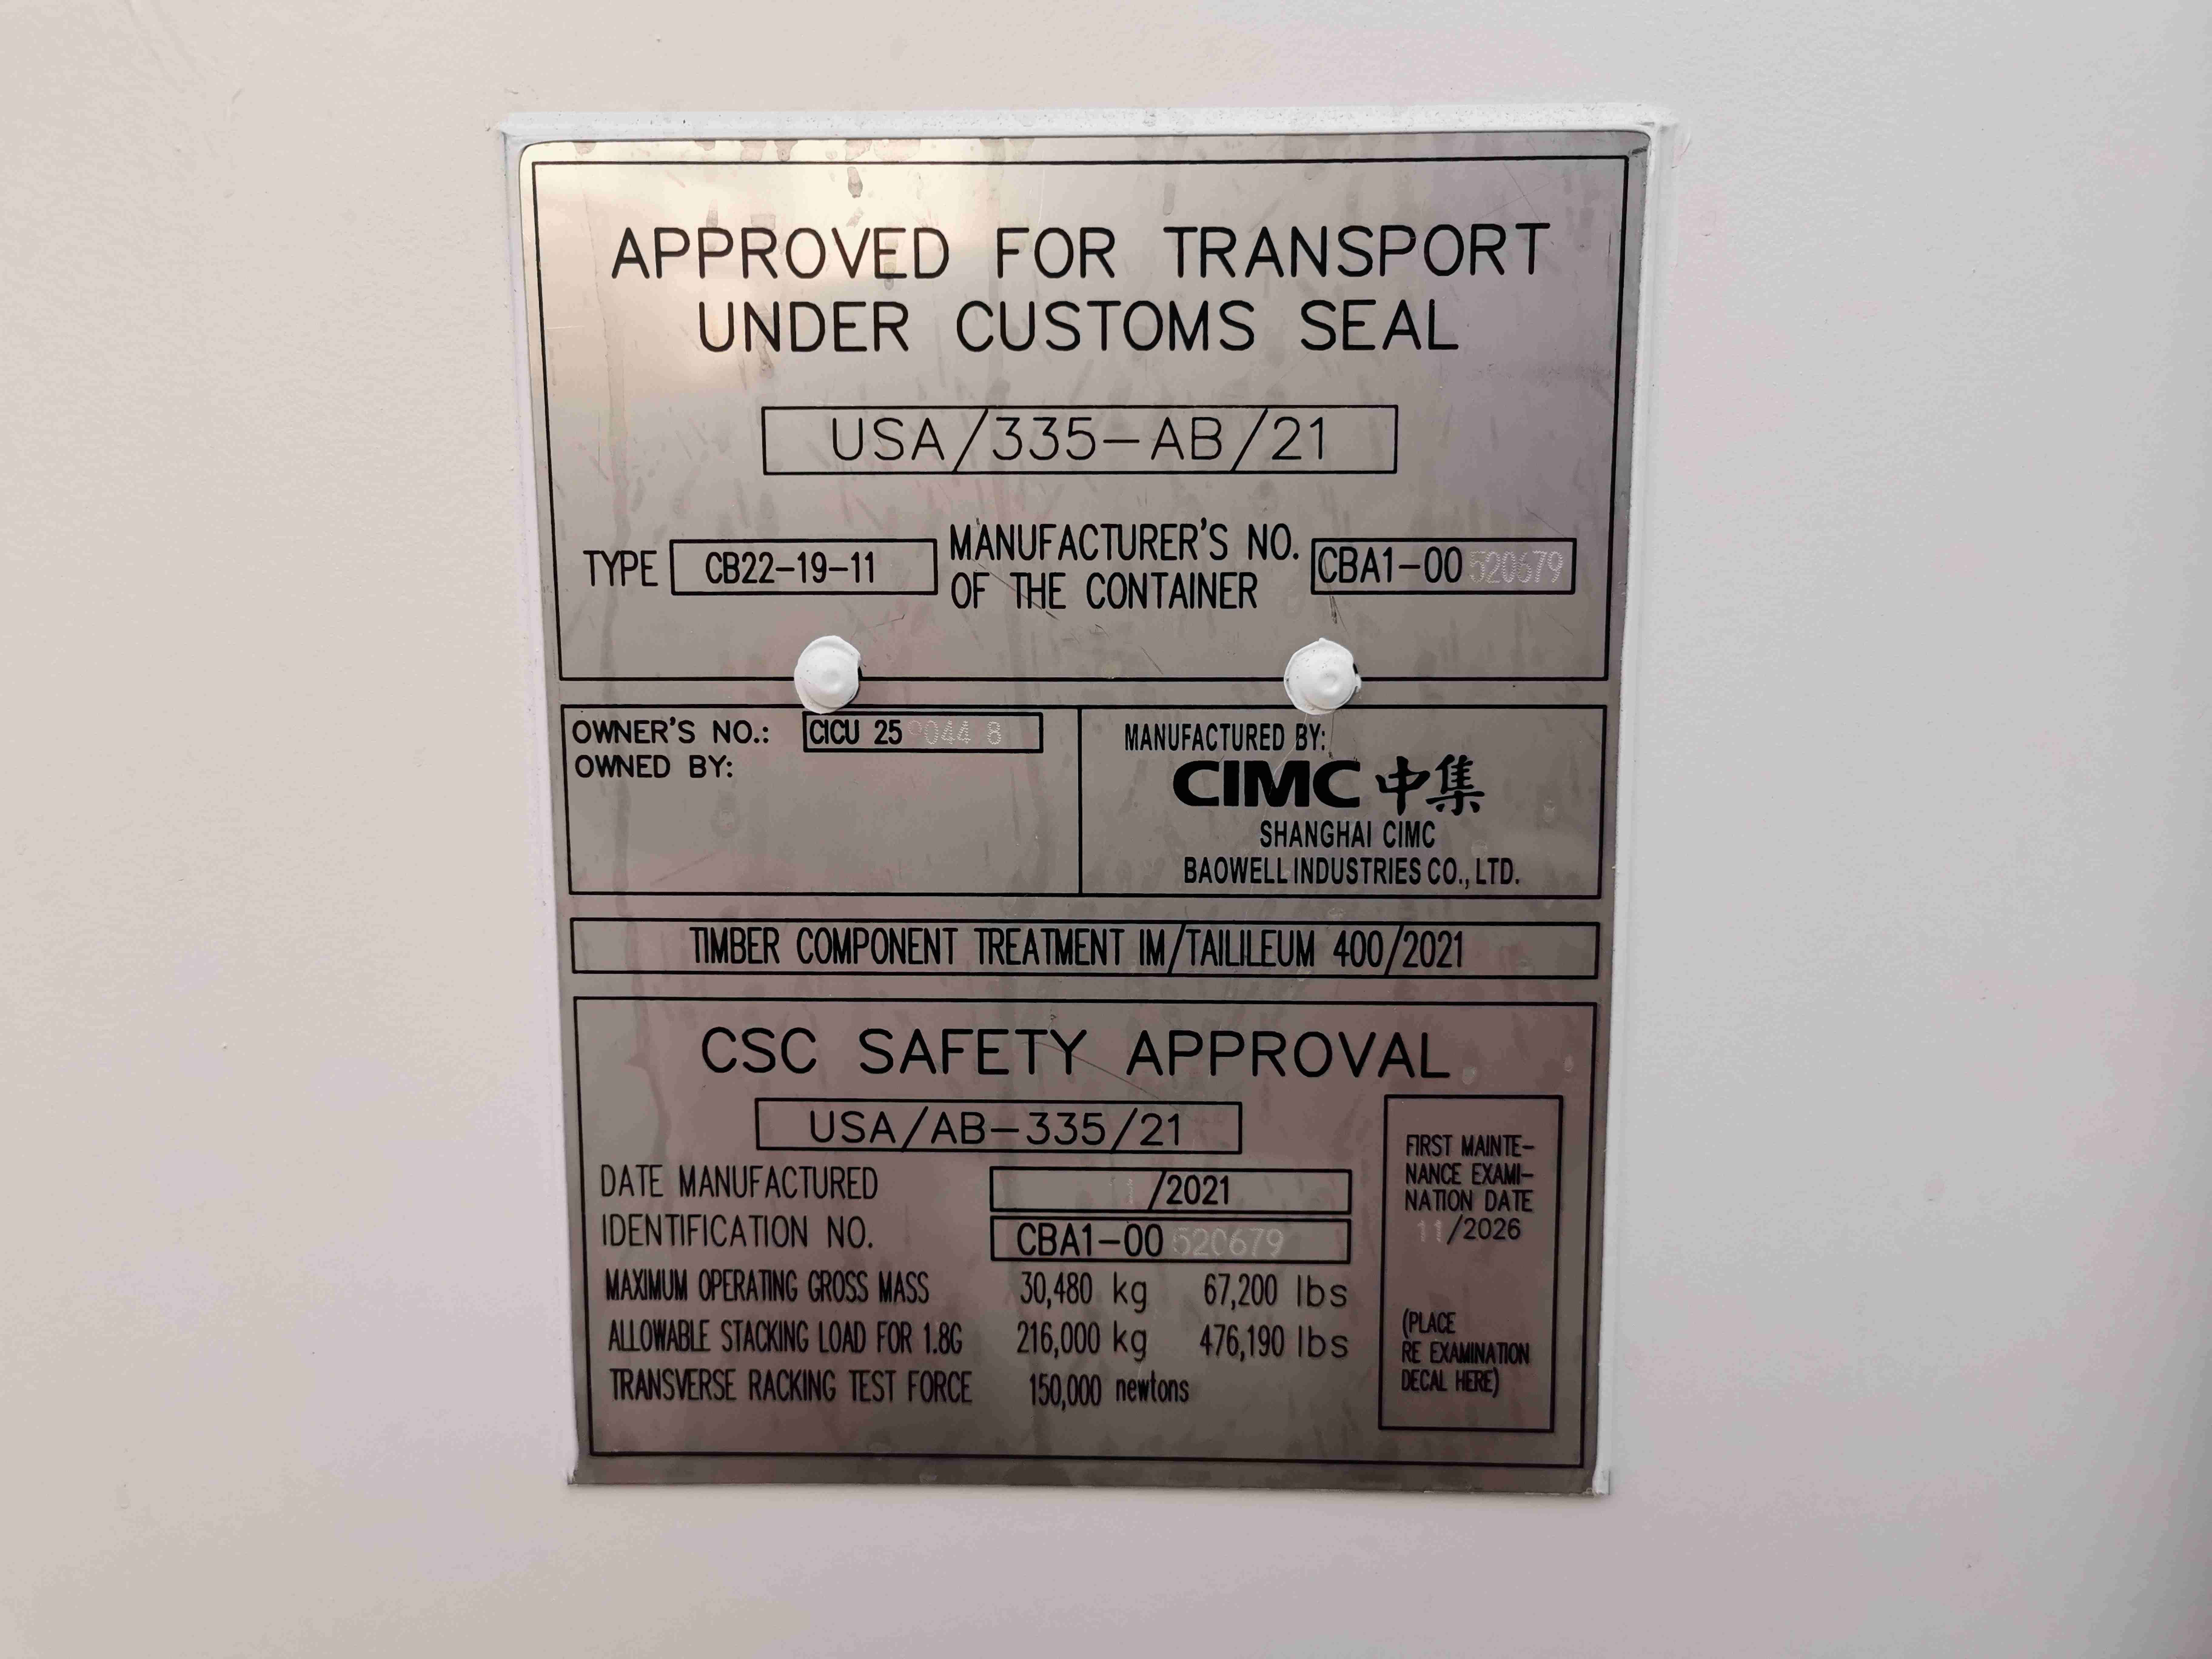 APPROVED FOR TRANSPORT
UNDER CUSTOMS SEAL
USA/335-AB/21
TYPE CB22-19-11
MANUFACTURER'S NO.
OF THE CONTAINER
CBA1-00 520679
OWNER'S NO.: CICU 25
OWNED BY:
MANUFACTURED BY:
CIMC 中集
SHANGHAI CIMC
BAOWELL INDUSTRIES CO., LTD.
TIMBER COMPONENT TREATMENT IM/TAILILEUM 400/2021
CSC SAFETY APPROVAL
USA/AB-335/21
DATE MANUFACTURED /2021
IDENTIFICATION NO. CBA1-00 520679
MAXIMUM OPERATING GROSS MASS 30,480 kg 67,200 lbs
ALLOWABLE STACKING LOAD FOR 1.8G 216,000 kg 476,190 lbs
TRANSVERSE RACKING TEST FORCE 150,000 newtons
FIRST MAINTE-
NANCE EXAMI-
NATION DATE
11/2026
(PLACE
RE EXAMINATION
DECAL HERE)